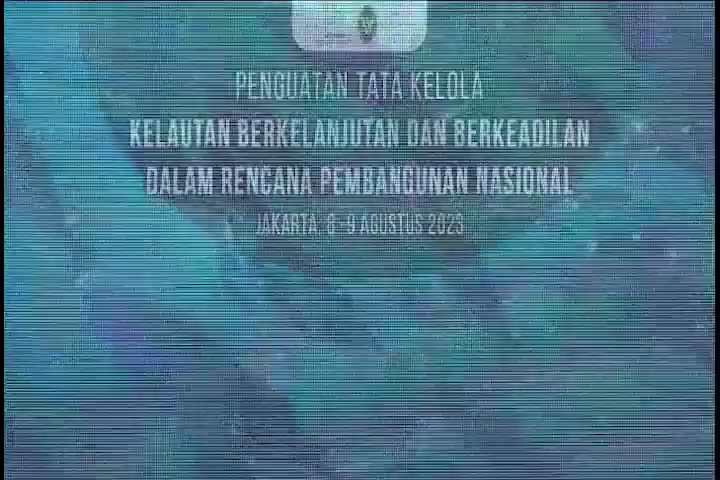 PENGUATAN TATA KELOLA
KELAUTAN BERKELANJUTAN DAN BERKEADILAN
DALAM RENCANA PEMBANGUNAN NASIONAL
JAKARTA, 8-9 AGUSTUS 2023